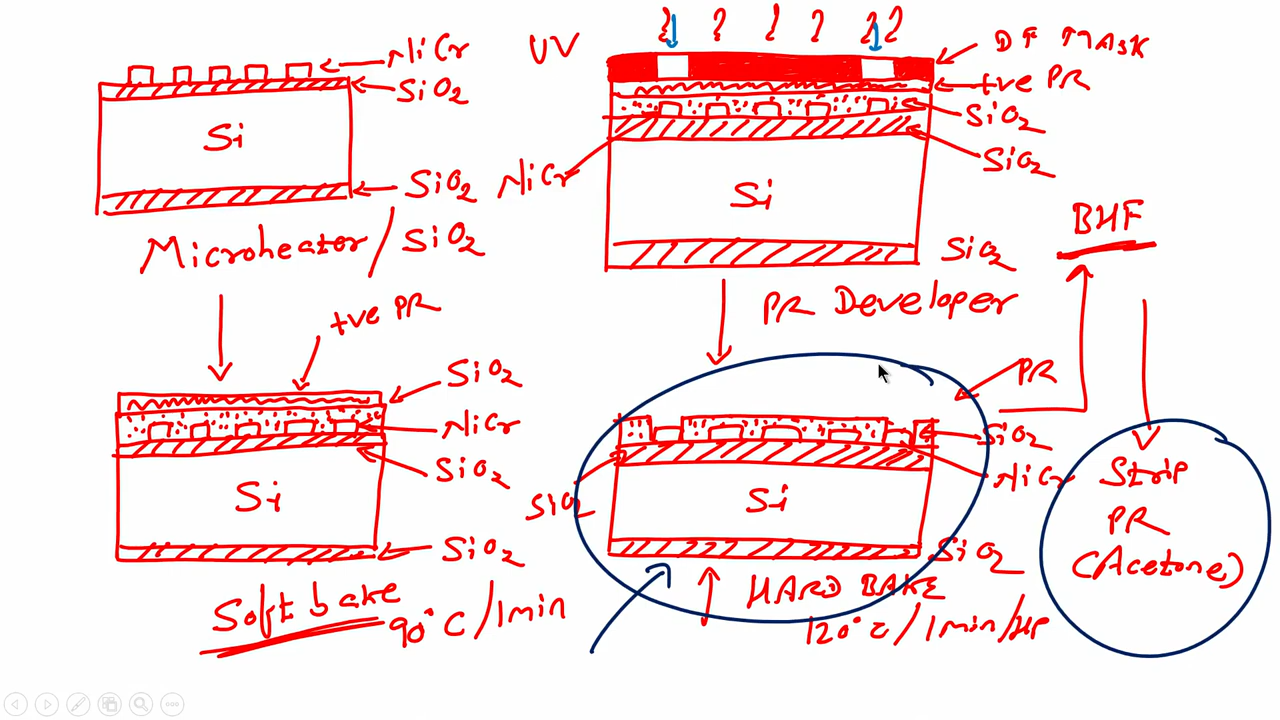 NiCr
SiO2
Si
SiO2
Microheater / SiO2
+ve PR
SiO2
NiCr
SiO2
Si
SiO2
Soft bake
90°C/1min
UV
DF MASK
+ve PR
SiO2
SiO2
NiCr
Si
SiO2
PR Developer
PR
SiO2
NiCr
SiO2
Si
SiO2
HARD BAKE
120°C/1min/HP
BHF
Strip
PR
(Acetone)